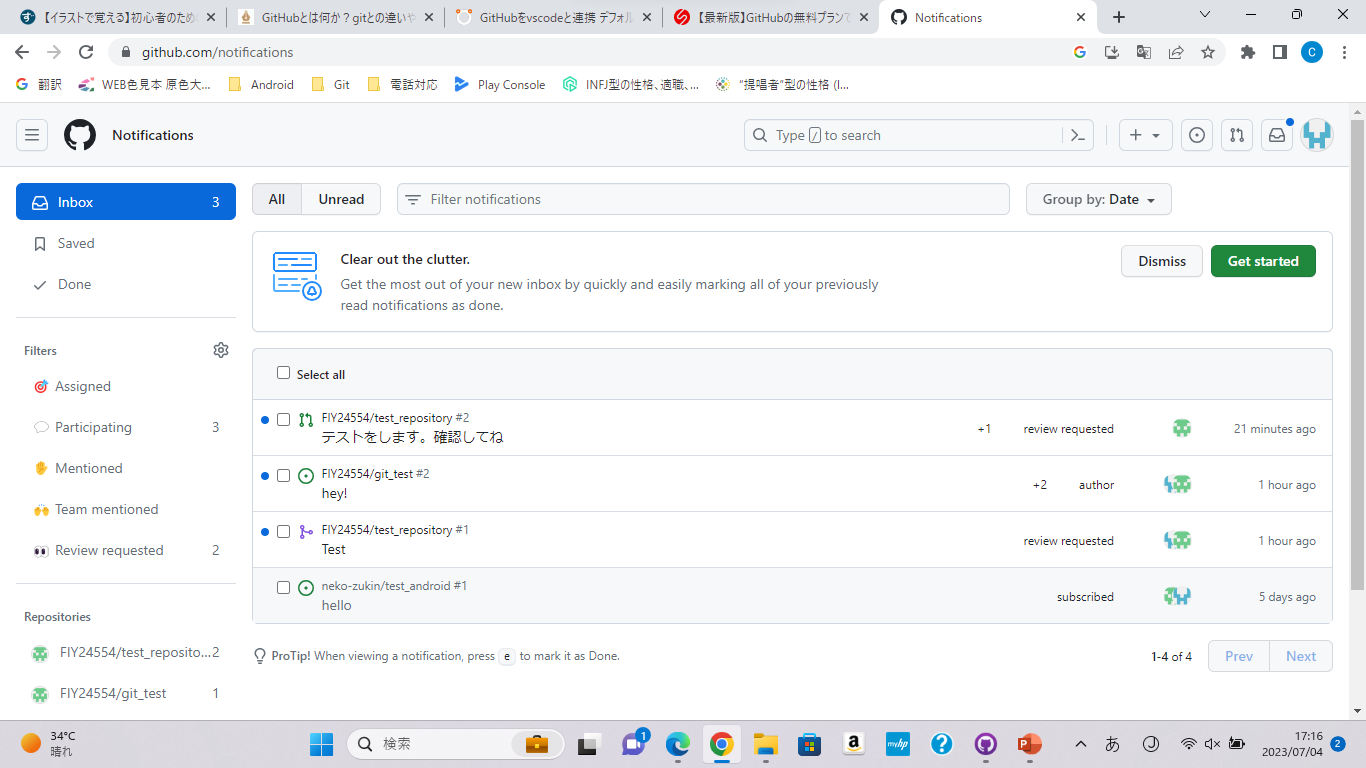 【イラストで覚える】初心者のため
GitHubとは何か？gitとの違いや
GitHubをvscodeと連携 デフォル
【最新版】GitHubの無料プランで
Notifications
github.com/notifications
C
翻訳
WEB色見本 原色大...
Android
Git
電話対応
Play Console
INFJ型の性格、適職、...
“提唱者”型の性格 (I...
Notifications
Type / to search
Inbox 3
All
Unread
Filter notifications
Group by: Date
Saved
Done
Clear out the clutter.
Get the most out of your new inbox by quickly and easily marking all of your previously
read notifications as done.
Dismiss
Get started
Filters
Assigned
Participating 3
Mentioned
Team mentioned
Review requested 2
Select all
FIY24554/test_repository #2
テストをします。確認してね
+1 review requested 21 minutes ago
FIY24554/git_test #2
hey!
+2 author 1 hour ago
FIY24554/test_repository #1
Test
review requested 1 hour ago
neko-zukin/test_android #1
hello
subscribed 5 days ago
Repositories
FIY24554/test_reposito... 2
FIY24554/git_test 1
ProTip! When viewing a notification, press e to mark it as Done.
1-4 of 4
Prev
Next
34°C
晴れ
検索
1
a
myhp
?
P
あ
17:16
2023/07/04
2